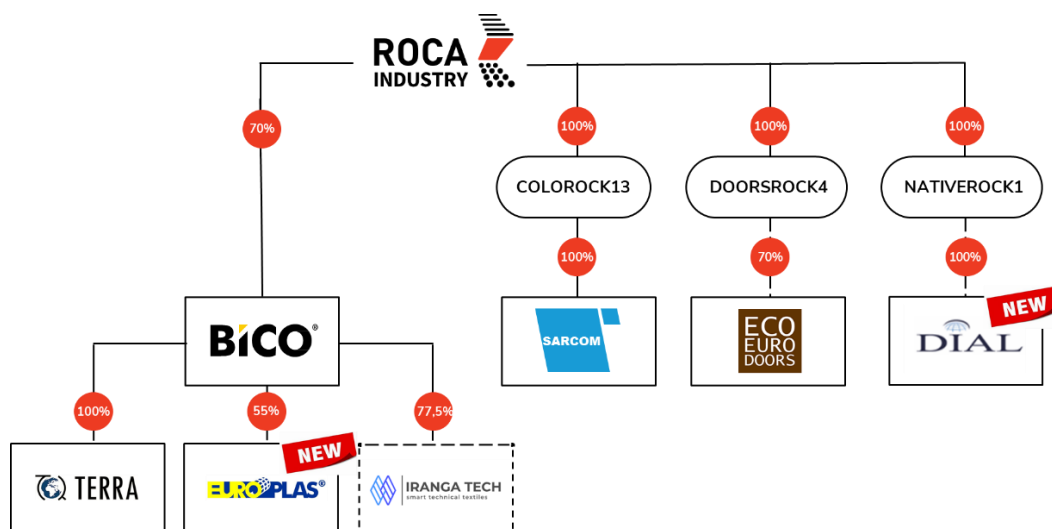 ROCA
INDUSTRY
70%
100%
100%
100%
COLOROCK13
DOORSROCK4
NATIVEROCK1
100%
70%
100%
BiCO®
SARCOM
ECO
EURO
DOORS
NEW
DIAL
100%
55%
77,5%
TERRA
NEW
EUROPLAS®
IRANGA TECH
smart technical textiles